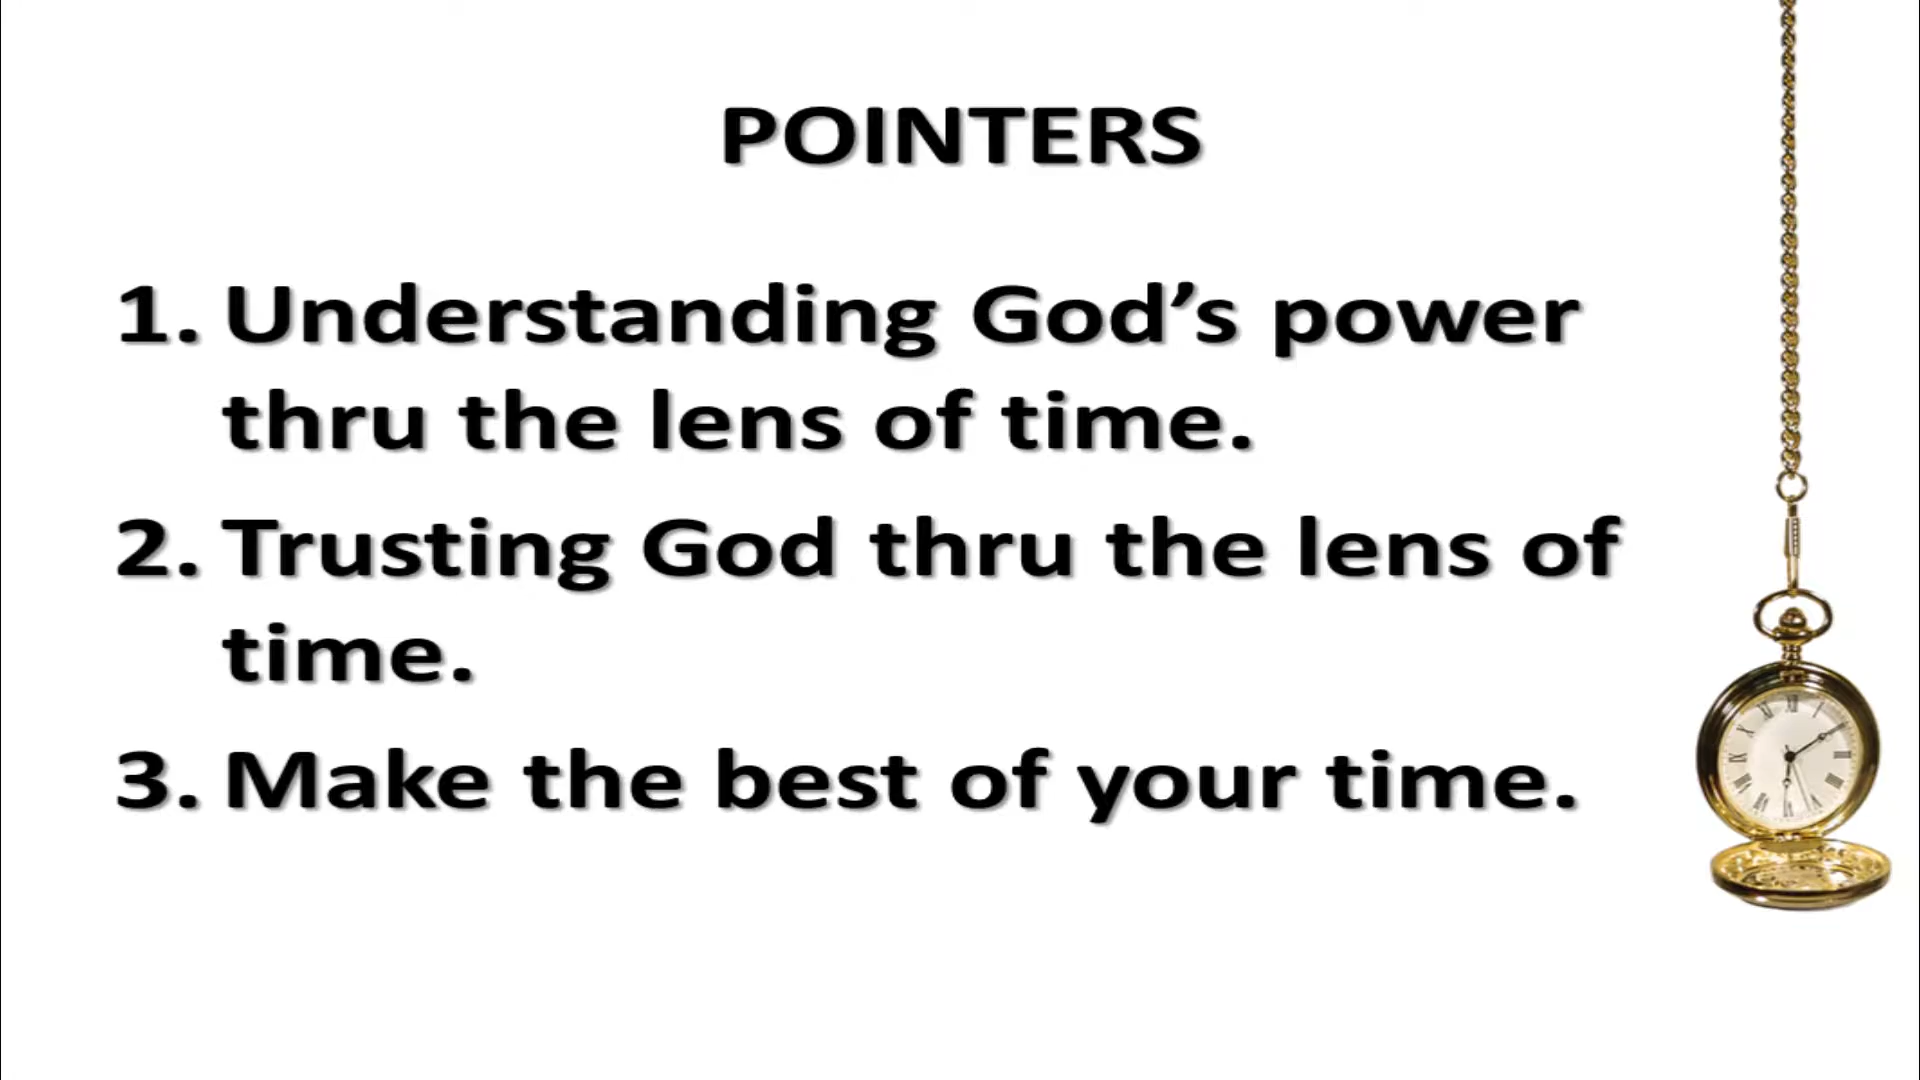 POINTERS
1. Understanding God’s power
thru the lens of time.
2. Trusting God thru the lens of
time.
3. Make the best of your time.